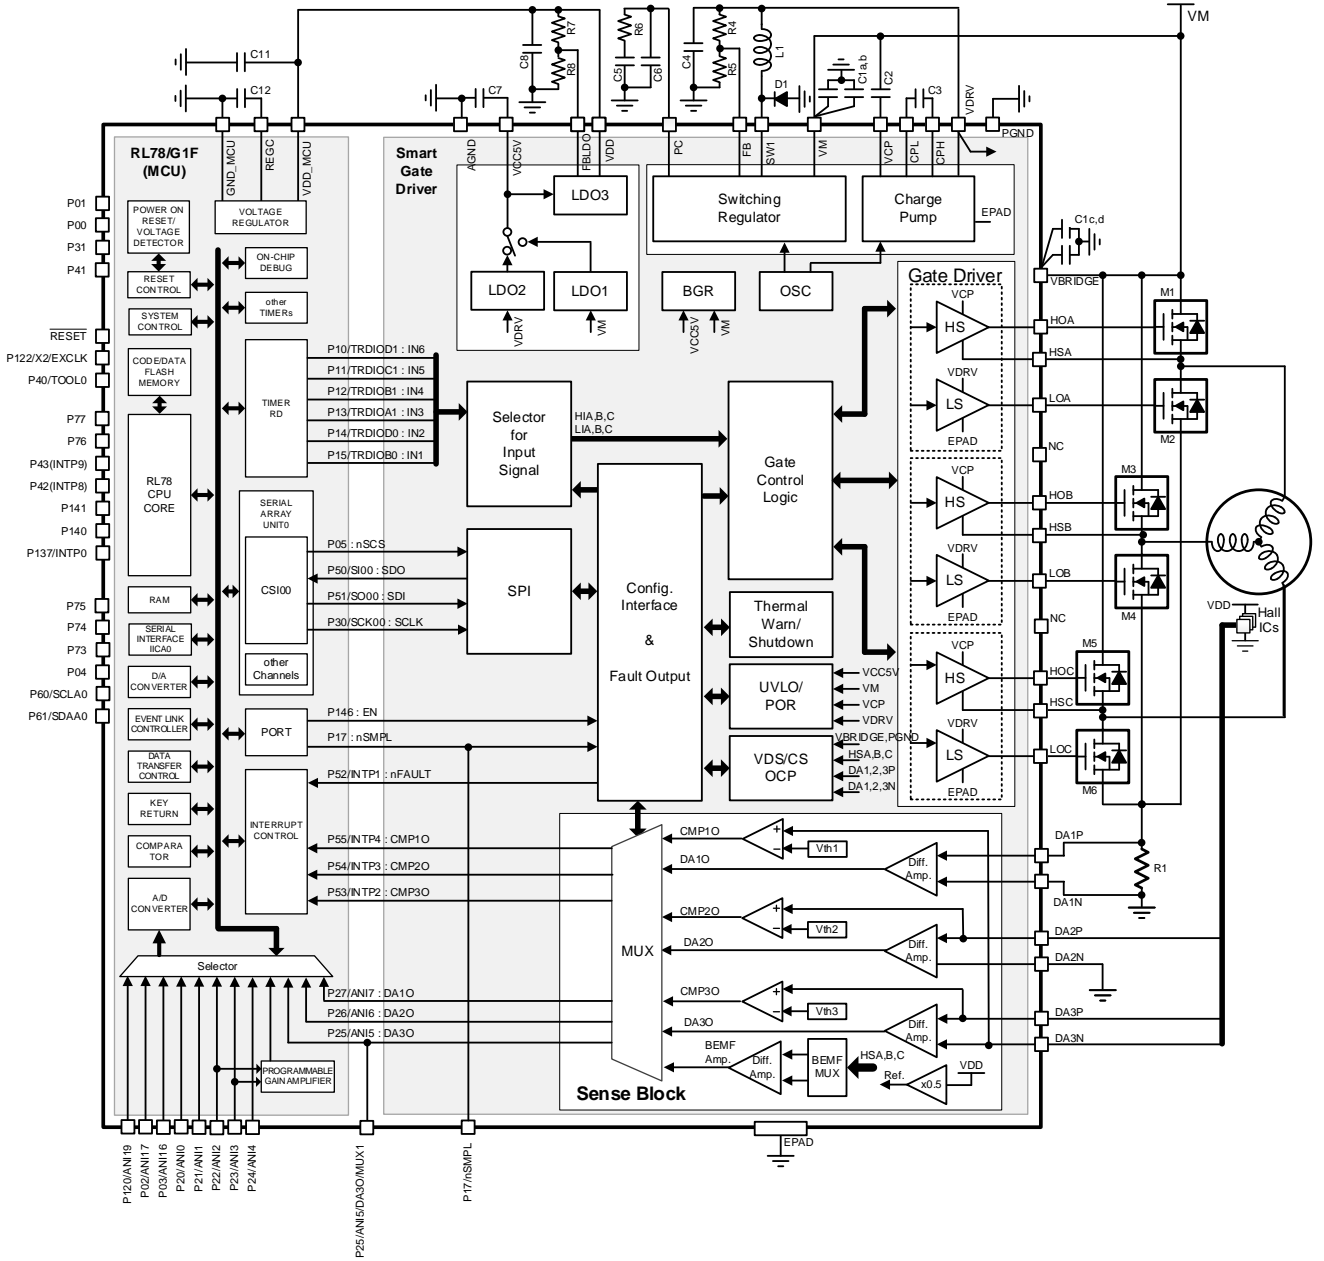 VM
R7
R8
C8
R6
C5
C6
R4
R5
C4
L1
D1
C1a,b
C2
C3
VDRV
C11
C12
C7
PGND
RL78/G1F
(MCU)
GND_MCU
REGC
VDD_MCU
Smart
Gate
Driver
AGND
VCC5V
FBLDO
VDD
PC
FB
SW1
VM
VCP
CPL
CPH
P01
P00
P31
P41
RESET
P122/X2/EXCLK
P40/TOOL0
P77
P76
P43(INTP9)
P42(INTP8)
P141
P140
P137/INTP0
P75
P74
P73
P04
P60/SCLA0
P61/SDAA0
POWER ON
RESET/
VOLTAGE
DETECTOR
RESET
CONTROL
SYSTEM
CONTROL
CODE/DATA
FLASH
MEMORY
RL78
CPU
CORE
RAM
SERIAL
INTERFACE
IICA0
D/A
CONVERTER
EVENT LINK
CONTROLLER
DATA
TRANSFER
CONTROL
KEY
RETURN
COMPARA
TOR
A/D
CONVERTER
VOLTAGE
REGULATOR
ON-CHIP
DEBUG
other
TIMERs
TIMER
RD
SERIAL
ARRAY
UNIT0
CSI00
other
Channels
PORT
INTERRUPT
CONTROL
Selector
PROGRAMMABLE
GAIN AMPLIFIER
P10/TRDIOD1 : IN6
P11/TRDIOC1 : IN5
P12/TRDIOB1 : IN4
P13/TRDIOA1 : IN3
P14/TRDIOD0 : IN2
P15/TRDIOB0 : IN1
P05 : nSCS
P50/SI00 : SDO
P51/SO00 : SDI
P30/SCK00 : SCLK
P146 : EN
P17 : nSMPL
P52/INTP1 : nFAULT
P55/INTP4 : CMP1O
P54/INTP3 : CMP2O
P53/INTP2 : CMP3O
P27/ANI7 : DA1O
P26/ANI6 : DA2O
P25/ANI5 : DA3O
LDO3
LDO2
LDO1
VDRV
VM
Switching
Regulator
Charge
Pump
EPAD
BGR
VCC5V
VM
OSC
Selector
for
Input
Signal
HIA,B,C
LIA,B,C
SPI
Config.
Interface
&
Fault Output
Gate
Control
Logic
Thermal
Warn/
Shutdown
UVLO/
POR
VCC5V
VM
VCP
VDRV
VDS/CS
OCP
VBRIDGE,PGND
HSA,B,C
DA1,2,3P
DA1,2,3N
Gate Driver
VCP
HS
VDRV
LS
EPAD
VCP
HS
VDRV
LS
EPAD
VCP
HS
VDRV
LS
EPAD
C1c,d
VBRIDGE
HOA
HSA
LOA
NC
HOB
HSB
LOB
NC
HOC
HSC
LOC
M1
M2
M3
M4
M5
M6
VDD
Hall
ICs
DA1P
DA1N
R1
DA2P
DA2N
DA3P
DA3N
MUX
CMP1O
Vth1
DA1O
Diff.
Amp.
CMP2O
Vth2
DA2O
Diff.
Amp.
CMP3O
Vth3
DA3O
Diff.
Amp.
BEMF
Amp.
Diff.
Amp.
BEMF
MUX
HSA,B,C
Ref.
x0.5
VDD
Sense Block
EPAD
P120/ANI19
P02/ANI17
P03/ANI16
P20/ANI0
P21/ANI1
P22/ANI2
P23/ANI3
P24/ANI4
P25/ANI5/DA3O/MUX1
P17/nSMPL